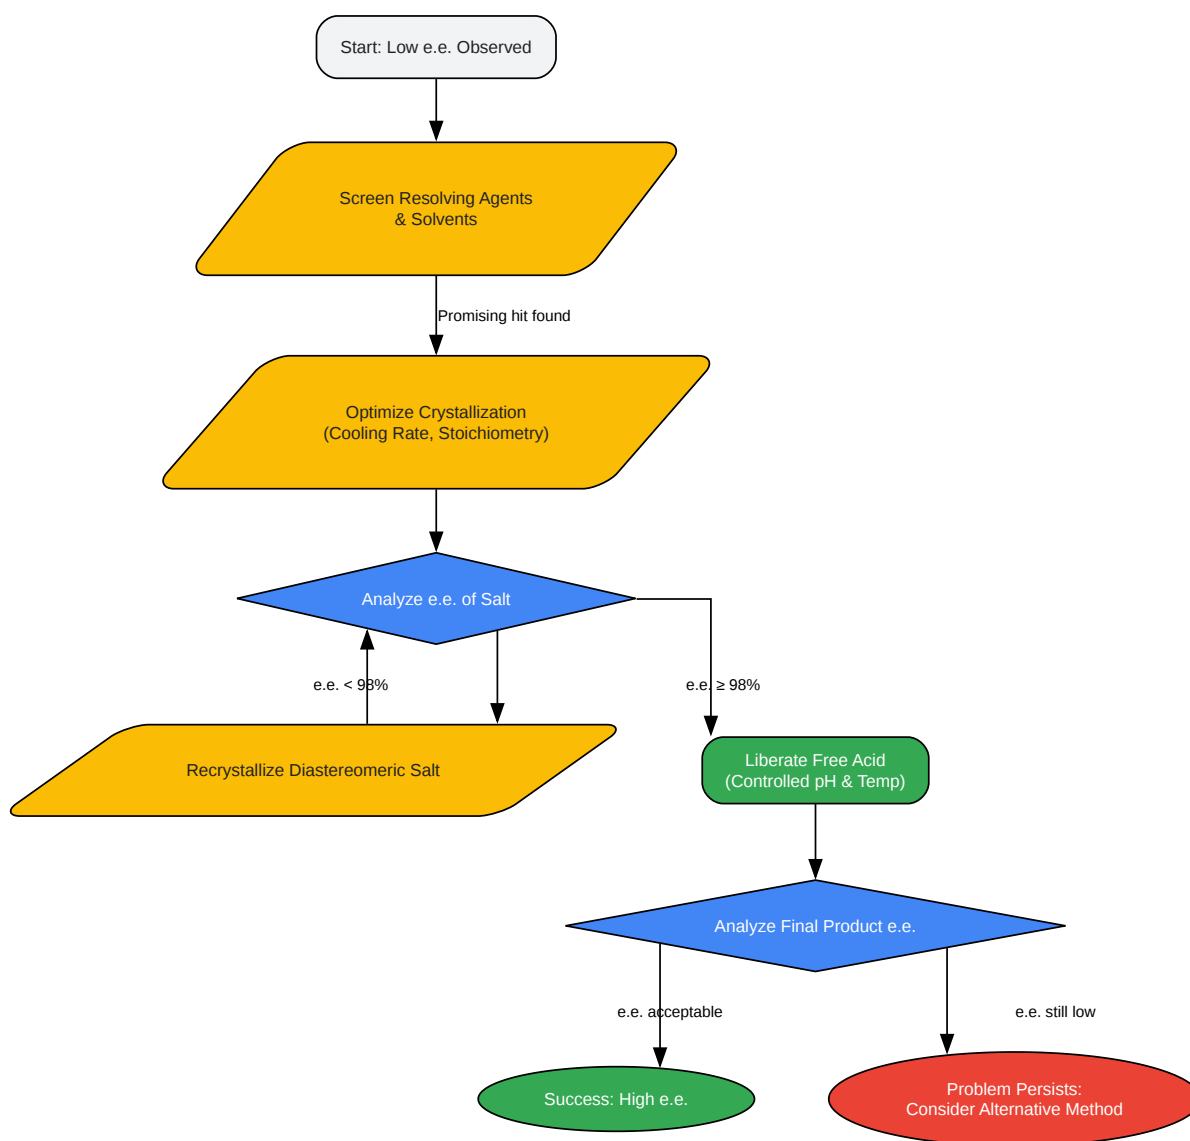 Start: Low e.e. Observed
Screen Resolving Agents
& Solvents
Promising hit found
Optimize Crystallization
(Cooling Rate, Stoichiometry)
Analyze e.e. of Salt
e.e. < 98%
e.e. ≥ 98%
Recrystallize Diastereomeric Salt
Liberate Free Acid
(Controlled pH & Temp)
Analyze Final Product e.e.
e.e. acceptable
e.e. still low
Success: High e.e.
Problem Persists:
Consider Alternative Method